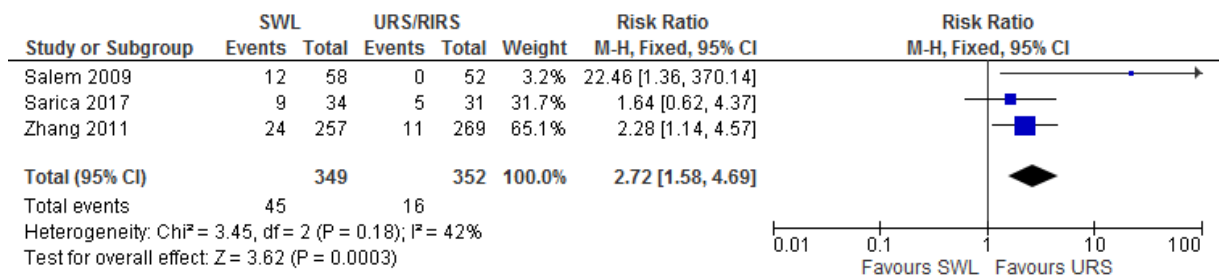 SWL URS/RIRS Risk Ratio Risk Ratio
Study or Subgroup Events Total Events Total Weight M-H, Fixed, 95% CI M-H, Fixed, 95% CI
Salem 2009 12 58 0 52 3.2% 22.46 [1.36, 370.14]
Sarica 2017 9 34 5 31 31.7% 1.64 [0.62, 4.37]
Zhang 2011 24 257 11 269 65.1% 2.28 [1.14, 4.57]
Total (95% CI) 349 352 100.0% 2.72 [1.58, 4.69]
Total events 45 16
Heterogeneity: Chi² = 3.45, df = 2 (P = 0.18); I² = 42%
Test for overall effect: Z = 3.62 (P = 0.0003)
0.01 0.1 1 10 100
Favours SWL Favours URS